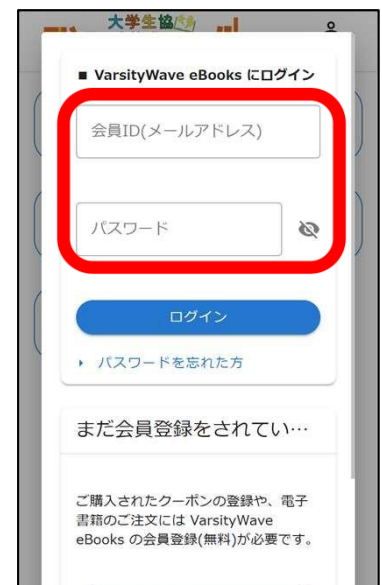 大学生協
■ VarsityWave eBooks にログイン
会員ID(メールアドレス)
パスワード
ログイン
パスワードを忘れた方
まだ会員登録をされてい…
ご購入されたクーポンの登録や、電子
書籍のご注文には VarsityWave
eBooks の会員登録(無料)が必要です。